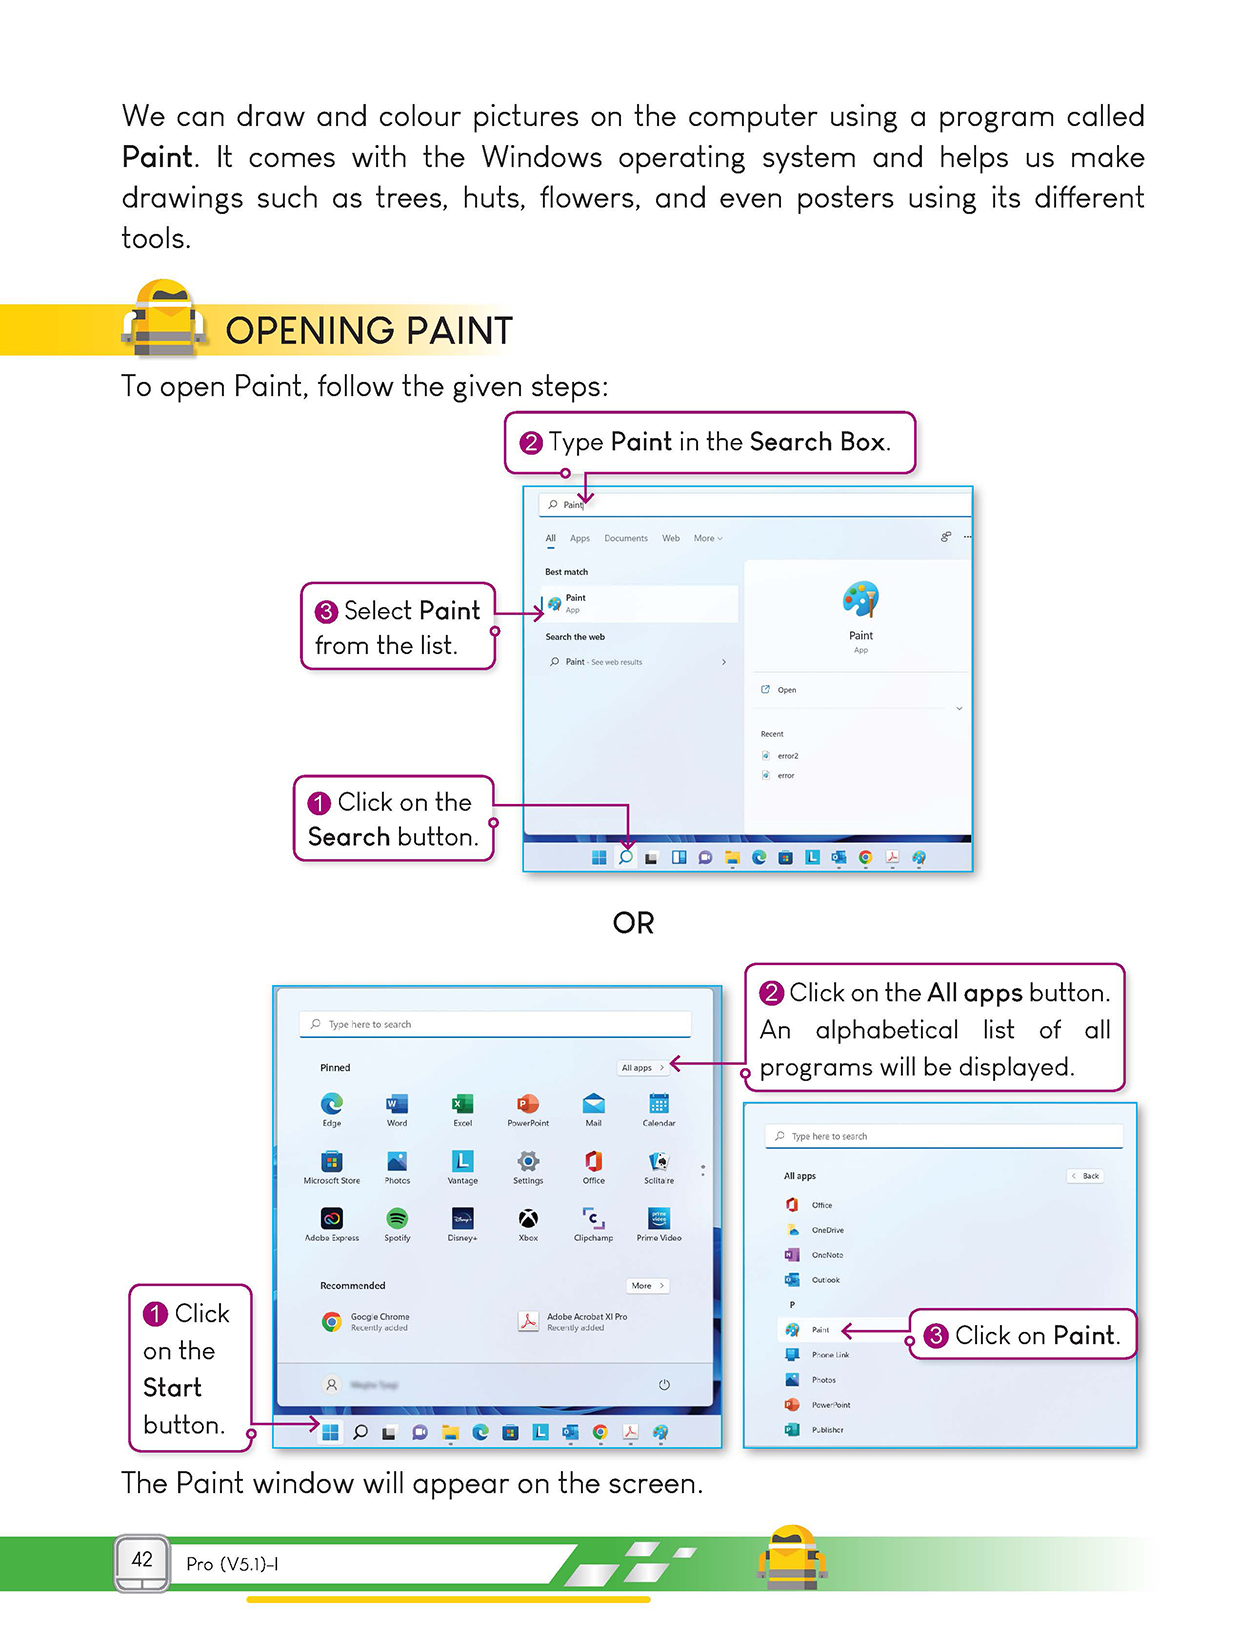 We can draw and colour pictures on the computer using a program called
Paint. It comes with the Windows operating system and helps us make
drawings such as trees, huts, flowers, and even posters using its different
tools.
OPENING PAINT
To open Paint, follow the given steps:
2 Type Paint in the Search Box.
Paint
All Apps Documents Web More
Best match
Paint
App
Search the web
Paint - See web results
Paint
App
Open
Recent
error2
error
3 Select Paint
from the list.
1 Click on the
Search button.
OR
2 Click on the All apps button.
An alphabetical list of all
programs will be displayed.
Type here to search
Pinned
All apps >
Edge Word Excel PowerPoint Mail Calendar
Microsoft Store Photos Vantage Settings Office Solitaire
Adobe Express Spotify Disney+ Xbox Clipchamp Prime Video
Recommended
More >
Google Chrome
Recently added
Adobe Acrobat XI Pro
Recently added
1 Click
on the
Start
button.
Type here to search
All apps
< Back
Office
OneDrive
OneNote
Outlook
P
Paint
Phone Link
Photos
PowerPoint
Publisher
3 Click on Paint.
The Paint window will appear on the screen.
42
Pro (V5.1)-I